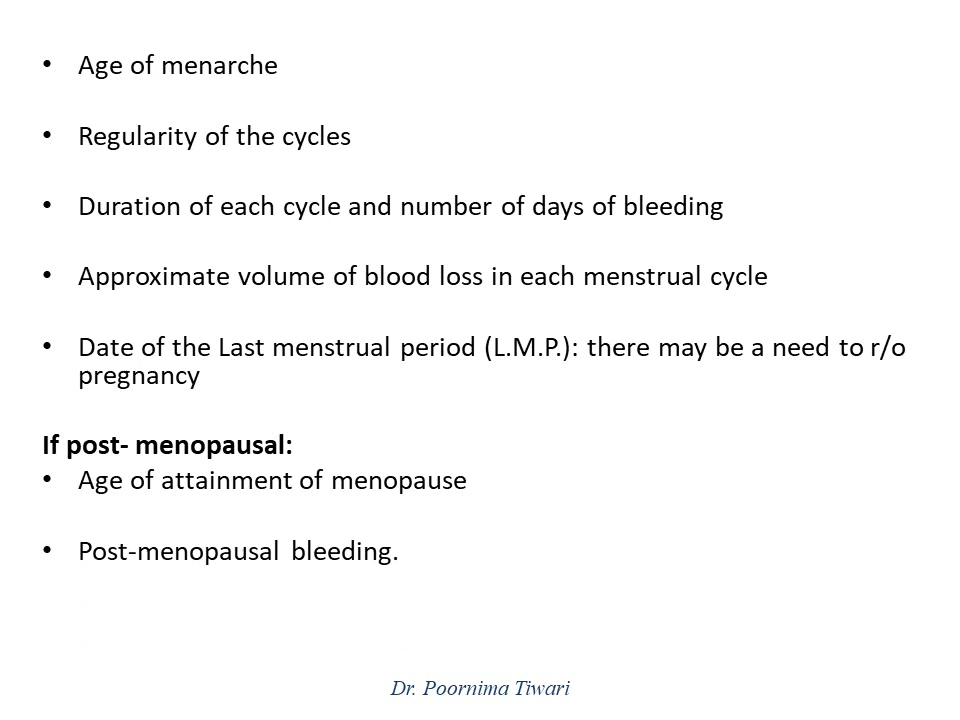 • Age of menarche
• Regularity of the cycles
• Duration of each cycle and number of days of bleeding
• Approximate volume of blood loss in each menstrual cycle
• Date of the Last menstrual period (L.M.P.): there may be a need to r/o
pregnancy
If post- menopausal:
• Age of attainment of menopause
• Post-menopausal bleeding.
Dr. Poornima Tiwari